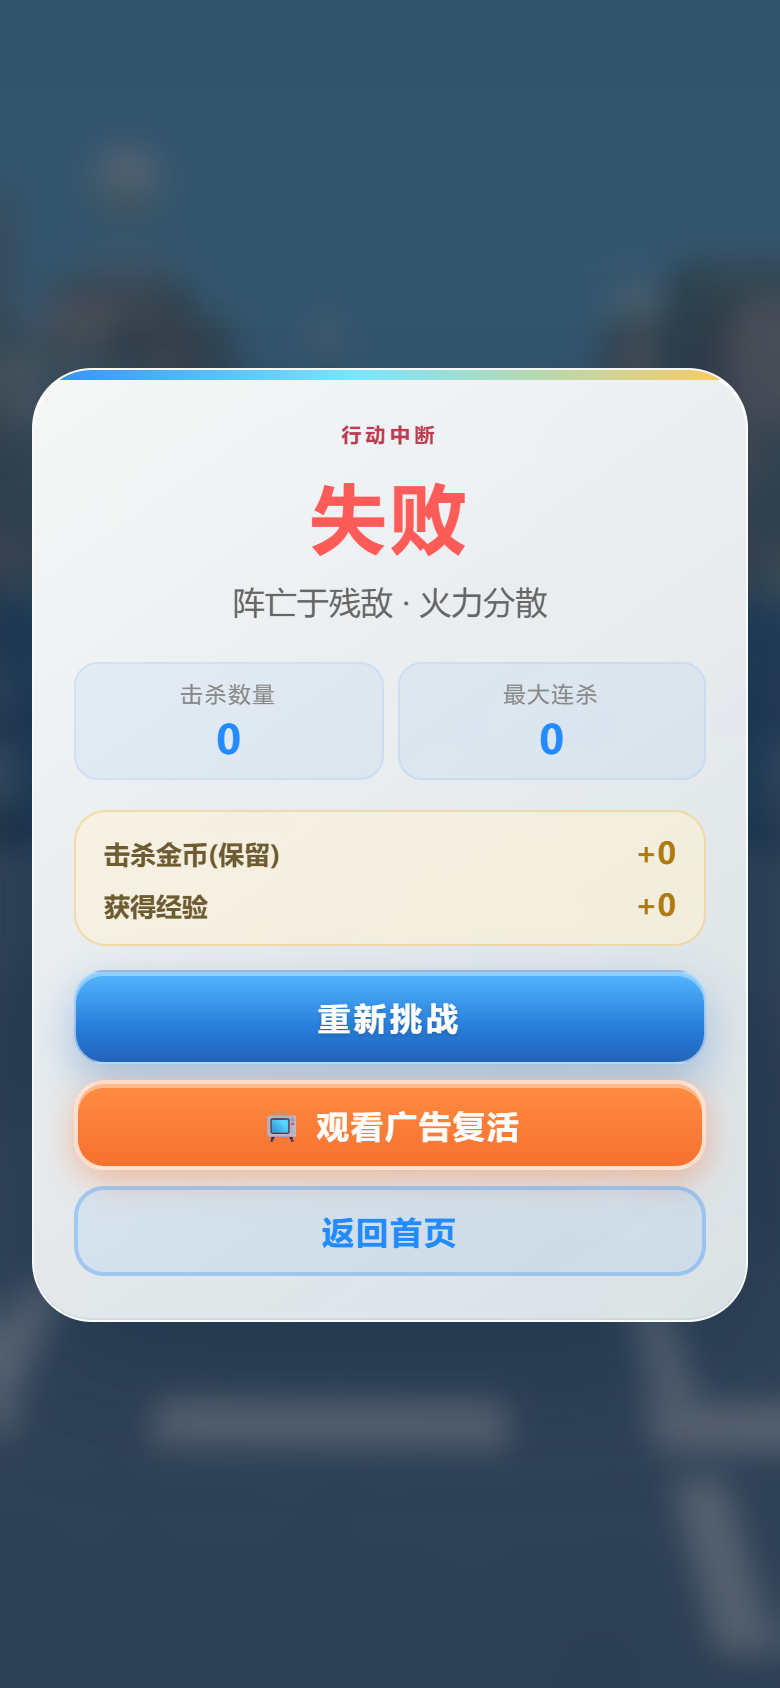 行动中断
失败
阵亡于残敌 · 火力分散
击杀数量
0
最大连杀
0
击杀金币(保留) +0
获得经验 +0
重新挑战
观看广告复活
返回首页